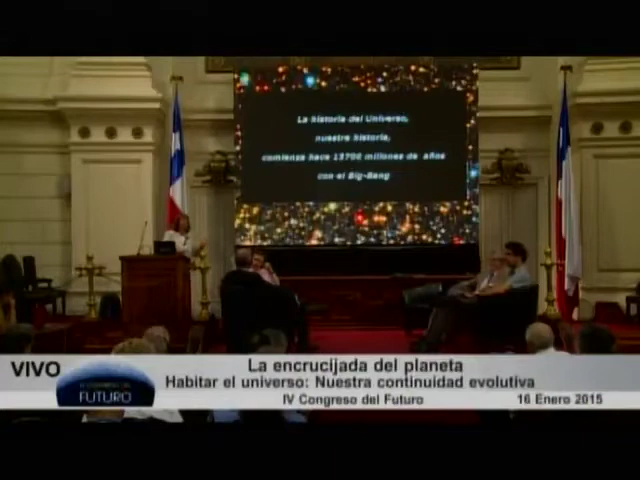 La historia del Universo,
nuestra historia,
comienza hace 13700 millones de años
con el Big-Bang
VIVO
La encrucijada del planeta
Habitar el universo: Nuestra continuidad evolutiva
FUTURO
IV Congreso del Futuro
16 Enero 2015